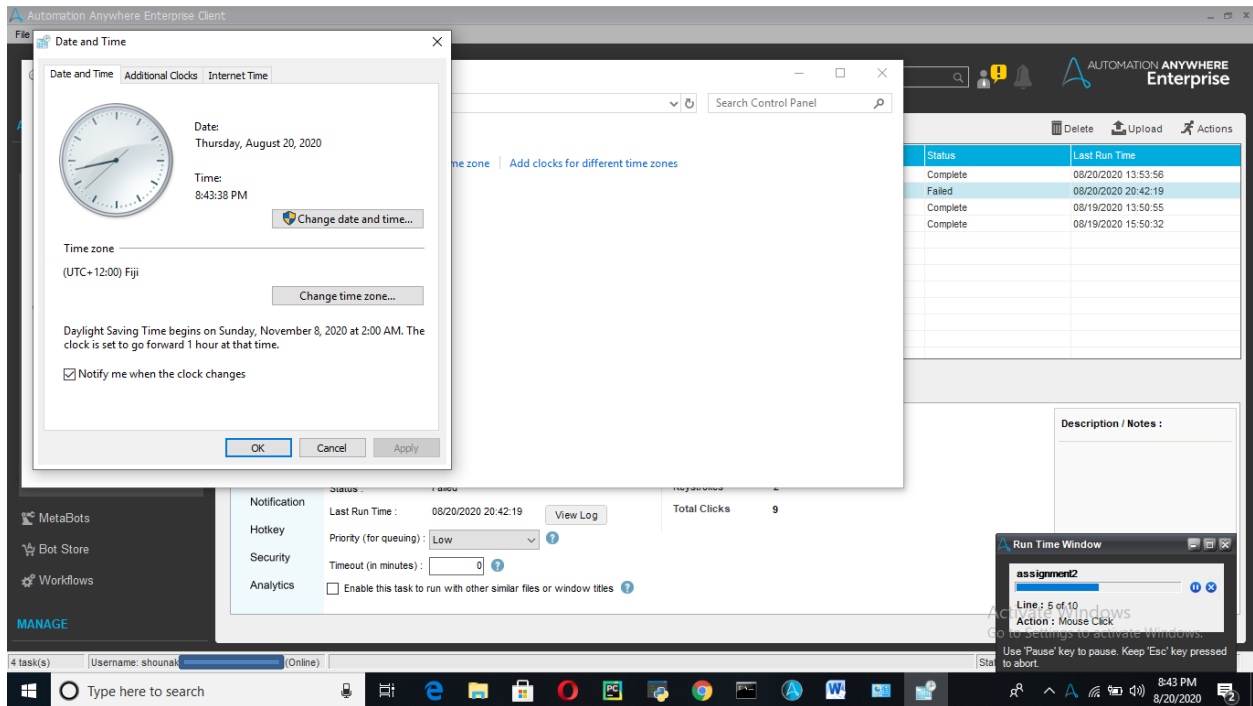 Automation Anywhere Enterprise Client
File
Date and Time
Date and Time
Additional Clocks
Internet Time
Date:
Thursday, August 20, 2020
Time:
8:43:38 PM
Change date and time...
Time zone
(UTC+12:00) Fiji
Change time zone...
Daylight Saving Time begins on Sunday, November 8, 2020 at 2:00 AM. The
clock is set to go forward 1 hour at that time.
Notify me when the clock changes
OK
Cancel
Apply
Search Control Panel
me zone
Add clocks for different time zones
AUTOMATION ANYWHERE
Enterprise
Delete
Upload
Actions
Status
Last Run Time
Complete
08/20/2020 13:53:56
Failed
08/20/2020 20:42:19
Complete
08/19/2020 13:50:55
Complete
08/19/2020 15:50:32
Description / Notes :
MetaBots
Bot Store
Workflows
MANAGE
Notification
Hotkey
Security
Analytics
Status :
Failed
Last Run Time :
08/20/2020 20:42:19
View Log
Priority (for queuing) :
Low
Timeout (in minutes) :
0
Enable this task to run with other similar files or window titles
Keystrokes
2
Total Clicks
9
Run Time Window
assignment2
Line : 5 of 10
Action : Mouse Click
Use 'Pause' key to pause. Keep 'Esc' key pressed
to abort.
Activate Windows
Go to Settings to activate Windows.
4 task(s)
Username: shounak
(Online)
Stat
Type here to search
PC
W
8:43 PM
8/20/2020
2